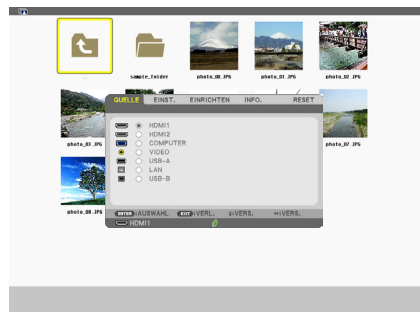 ..
sample_folder
photo_00.JPG
photo_01.JPG
photo_02.JPG
QUELLE EINST. EINRICHTEN INFO. RESET
HDMI1
HDMI2
COMPUTER
VIDEO
USB-A
LAN
USB-B
photo_03.JPG
photo_07.JPG
photo_08.JPG
ENTER :AUSWAHL EXIT :VERL. ↕:VERS. ↔:VERS.
HDMI1